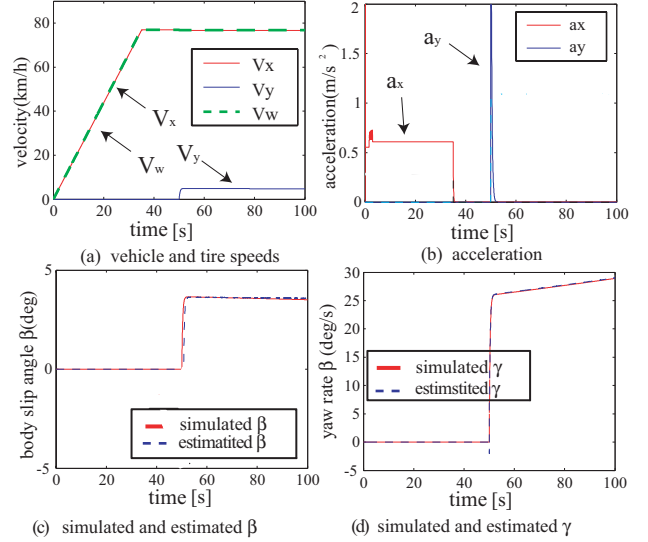 velocity(km/h)
80
60
40
20
0
Vx
Vy
Vw
Vx
Vw
Vy
0 20 40 60 80 100
time [s]
(a) vehicle and tire speeds
acceleration(m/s²)
2
1.5
1
0.5
0
ax
ay
ay
ax
0 20 40 60 80 100
time [s]
(b) acceleration
body slip angle β(deg)
5
0
-5
simulated β
estimatited β
0 20 40 60 80 100
time [s]
(c) simulated and estimated β
yaw rate β (deg/s)
30
25
20
15
10
5
0
-5
simulated γ
estimstited γ
0 20 40 60 80 100
time [s]
(d) simulated and estimated γ